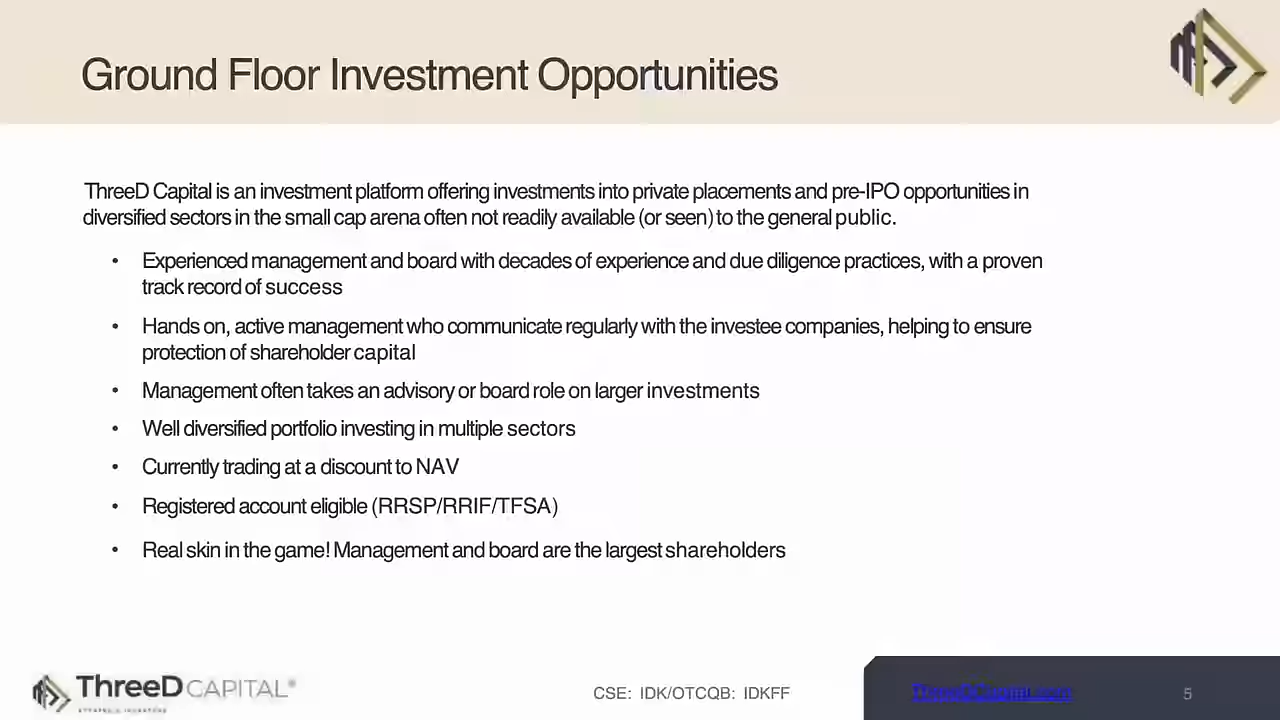 Ground Floor Investment Opportunities
ThreeD Capital is an investment platform offering investments into private placements and pre-IPO opportunities in
diversified sectors in the small cap arena often not readily available (or seen) to the general public.
• Experienced management and board with decades of experience and due diligence practices, with a proven
track record of success
• Hands on, active management who communicate regularly with the investee companies, helping to ensure
protection of shareholder capital
• Management often takes an advisory or board role on larger investments
• Well diversified portfolio investing in multiple sectors
• Currently trading at a discount to NAV
• Registered account eligible (RRSP/RRIF/TFSA)
• Real skin in the game! Management and board are the largest shareholders
ThreeD CAPITAL®
CSE: IDK/OTCQB: IDKFF
ThreeDCapital.com
5